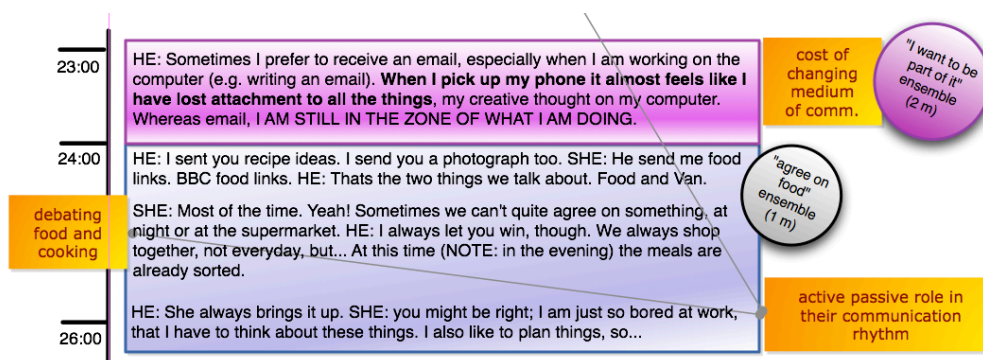 23:00
HE: Sometimes I prefer to receive an email, especially when I am working on the
computer (e.g. writing an email). When I pick up my phone it almost feels like I
have lost attachment to all the things, my creative thought on my computer.
Whereas email, I AM STILL IN THE ZONE OF WHAT I AM DOING.
cost of
changing
medium
of comm.
"I want to be
part of it"
ensemble
(2 m)
24:00
HE: I sent you recipe ideas. I send you a photograph too. SHE: He send me food
links. BBC food links. HE: Thats the two things we talk about. Food and Van.
"agree on
food"
ensemble
(1 m)
debating
food and
cooking
SHE: Most of the time. Yeah! Sometimes we can't quite agree on something, at
night or at the supermarket. HE: I always let you win, though. We always shop
together, not everyday, but... At this time (NOTE: in the evening) the meals are
already sorted.
HE: She always brings it up. SHE: you might be right; I am just so bored at work,
that I have to think about these things. I also like to plan things, so...
active passive role in
their communication
rhythm
26:00